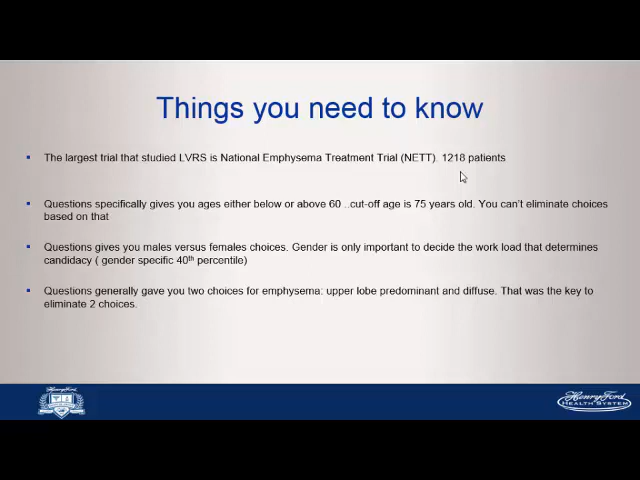 Things you need to know
The largest trial that studied LVRS is National Emphysema Treatment Trial (NETT). 1218 patients
Questions specifically gives you ages either below or above 60 ..cut-off age is 75 years old. You can't eliminate choices
based on that
Questions gives you males versus females choices. Gender is only important to decide the work load that determines
candidacy ( gender specific 40th percentile)
Questions generally gave you two choices for emphysema: upper lobe predominant and diffuse. That was the key to
eliminate 2 choices.
Henry Ford
HEALTH SYSTEM